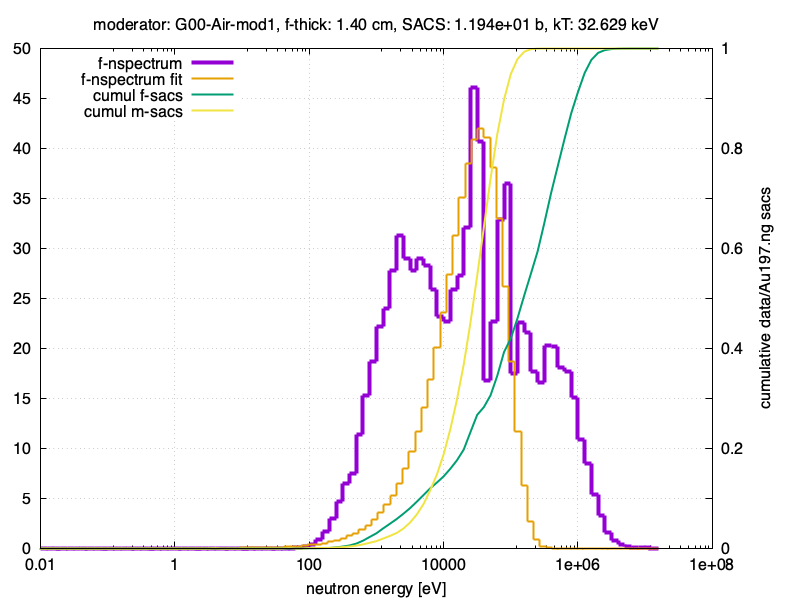 moderator: G00-Air-mod1, f-thick: 1.40 cm, SACS: 1.194e+01 b, kT: 32.629 keV
f-nspectrum
f-nspectrum fit
cumul f-sacs
cumul m-sacs
50
45
40
35
30
25
20
15
10
5
0
1
0.8
0.6
0.4
0.2
0
cumulative data/Au197.ng sacs
0.01 1 100 10000 1e+06 1e+08
neutron energy [eV]